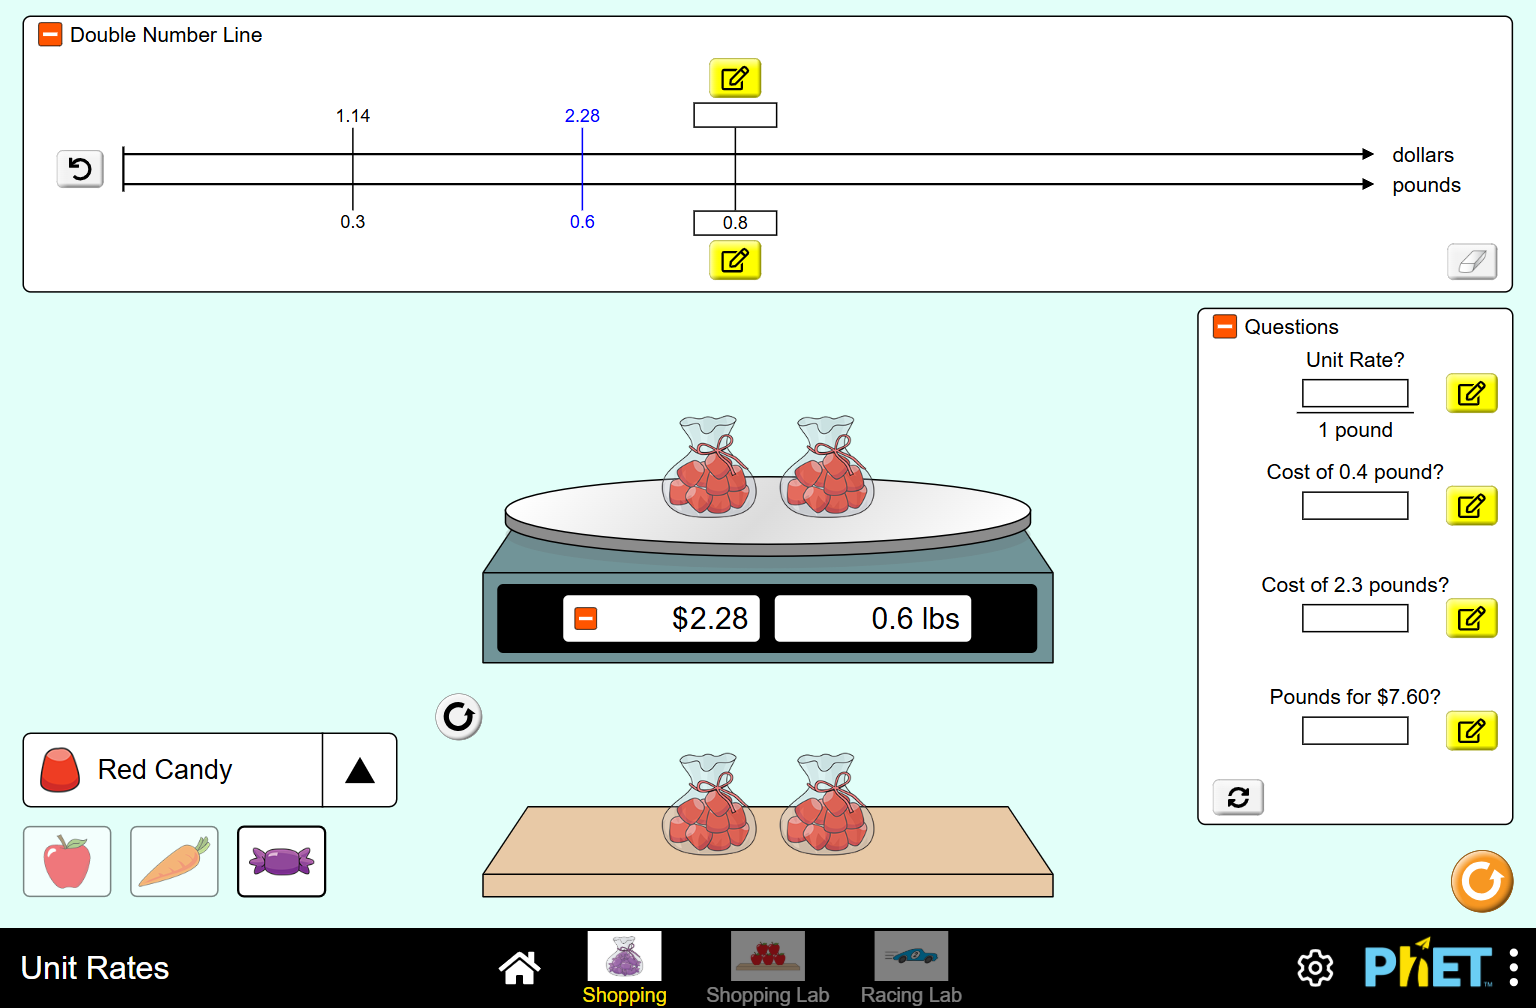 Double Number Line
1.14
2.28
dollars
pounds
0.3
0.6
0.8
Questions
Unit Rate?
1 pound
Cost of 0.4 pound?
Cost of 2.3 pounds?
Pounds for $7.60?
$2.28
0.6 lbs
Red Candy
Unit Rates
Shopping
Shopping Lab
Racing Lab
PhET